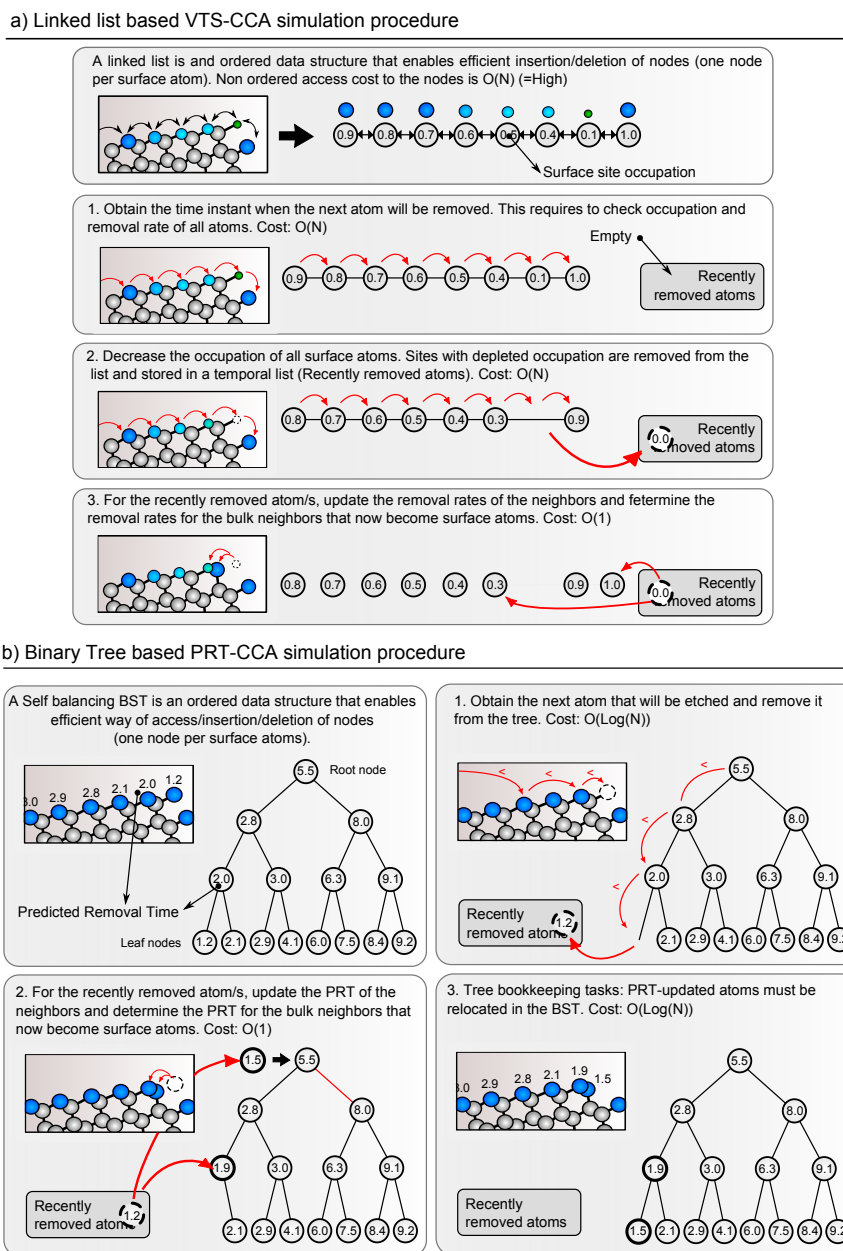 a) Linked list based VTS-CCA simulation procedure
A linked list is and ordered data structure that enables efficient insertion/deletion of nodes (one node
per surface atom). Non ordered access cost to the nodes is O(N) (=High)
0.9 0.8 0.7 0.6 0.5 0.4 0.1 1.0
Surface site occupation
1. Obtain the time instant when the next atom will be removed. This requires to check occupation and
removal rate of all atoms. Cost: O(N)
Empty
0.9 0.8 0.7 0.6 0.5 0.4 0.1 1.0
Recently
removed atoms
2. Decrease the occupation of all surface atoms. Sites with depleted occupation are removed from the
list and stored in a temporal list (Recently removed atoms). Cost: O(N)
0.8 0.7 0.6 0.5 0.4 0.3 0.9
0.0
Recently
moved atoms
3. For the recently removed atom/s, update the removal rates of the neighbors and fetermine the
removal rates for the bulk neighbors that now become surface atoms. Cost: O(1)
0.8 0.7 0.6 0.5 0.4 0.3 0.9 1.0
0.0
Recently
moved atoms
b) Binary Tree based PRT-CCA simulation procedure
A Self balancing BST is an ordered data structure that enables
efficient way of access/insertion/deletion of nodes
(one node per surface atoms).
3.0 2.9 2.8 2.1 2.0 1.2
5.5 Root node
2.8 8.0
2.0 3.0 6.3 9.1
Predicted Removal Time
Leaf nodes 1.2 2.1 2.9 4.1 6.0 7.5 8.4 9.2
1. Obtain the next atom that will be etched and remove it
from the tree. Cost: O(Log(N))
< < <
5.5
<
2.8 8.0
<
2.0 3.0 6.3 9.1
<
Recently
removed atoms
1.2
2.1 2.9 4.1 6.0 7.5 8.4 9.2
2. For the recently removed atom/s, update the PRT of the
neighbors and determine the PRT for the bulk neighbors that
now become surface atoms. Cost: O(1)
1.5 5.5
2.8 8.0
1.9 3.0 6.3 9.1
Recently
removed atoms
1.2
2.1 2.9 4.1 6.0 7.5 8.4 9.2
3. Tree bookkeeping tasks: PRT-updated atoms must be
relocated in the BST. Cost: O(Log(N))
3.0 2.9 2.8 2.1 1.9 1.5
5.5
2.8 8.0
1.9 3.0 6.3 9.1
Recently
removed atoms
1.5 2.1 2.9 4.1 6.0 7.5 8.4 9.2